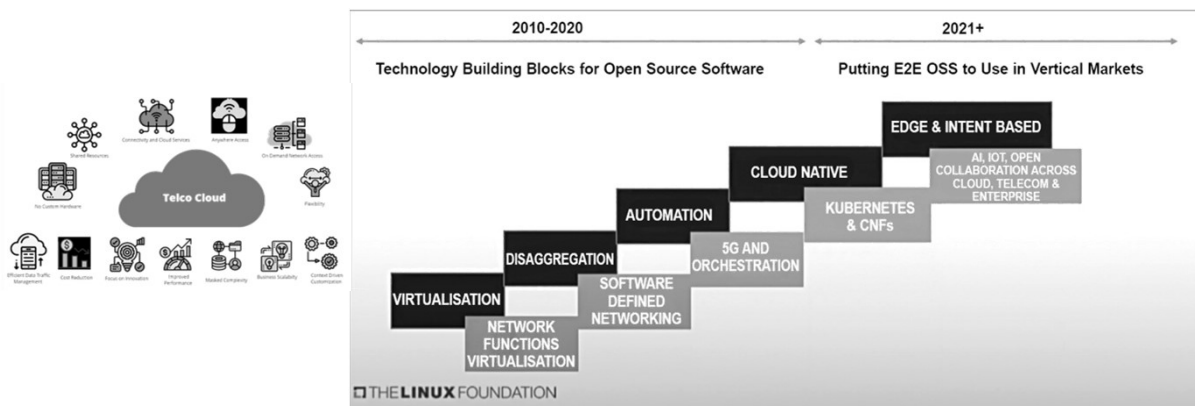 Connectivity and Cloud Services
Anywhere Access
Shared Resources
On-Demand Network Access
Telco Cloud
No Custom Hardware
Flexibility
Efficient Data Traffic
Management
Cost Reduction
Focus on Innovation
Improved
Performance
Masked Complexity
Business Scalability
Context Driven
Customization
2010-2020
2021+
Technology Building Blocks for Open Source Software
Putting E2E OSS to Use in Vertical Markets
EDGE & INTENT BASED
AI, IOT, OPEN
COLLABORATION ACROSS
CLOUD, TELECOM &
ENTERPRISE
CLOUD NATIVE
KUBERNETES
& CNFs
AUTOMATION
5G AND
ORCHESTRATION
DISAGGREGATION
SOFTWARE
DEFINED
NETWORKING
VIRTUALISATION
NETWORK
FUNCTIONS
VIRTUALISATION
THE LINUX FOUNDATION